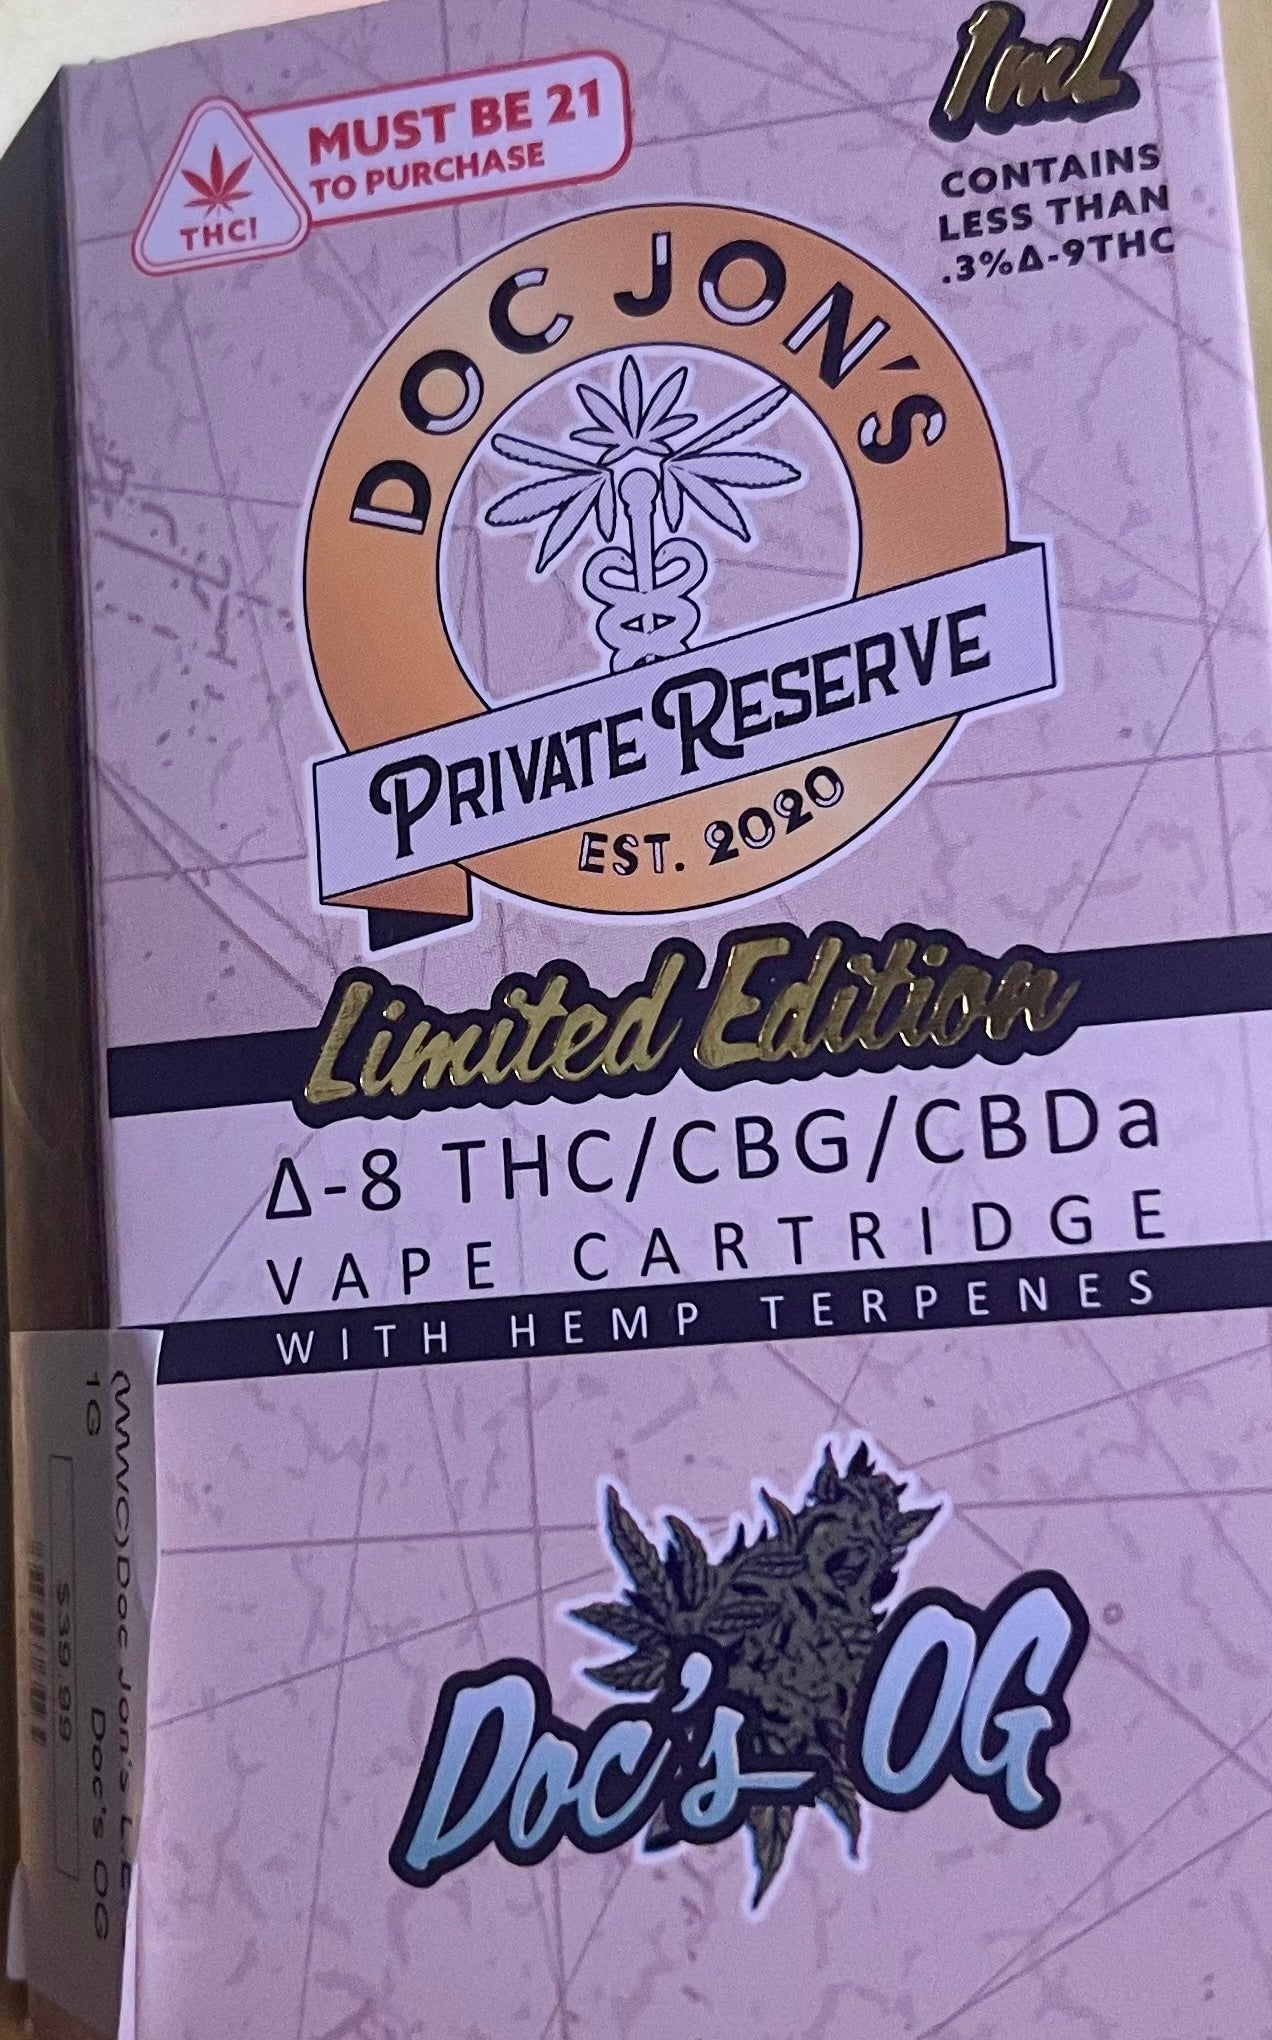 1mL
MUST BE 21
TO PURCHASE
THC!
CONTAINS
LESS THAN
.3%Δ-9THC
DOC JON'S
PRIVATE RESERVE
EST. 2020
Limited Edition
Δ-8 THC/CBG/CBDa
VAPE CARTRIDGE
WITH HEMP TERPENES
Doc's OG
Doc Jon's L.E
1G Doc's OG
$39.99